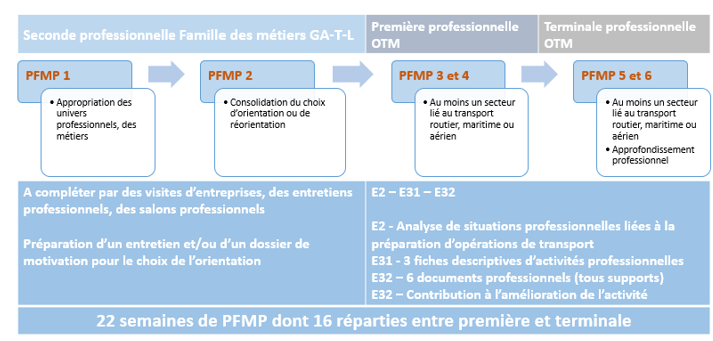 Seconde professionnelle Famille des métiers GA-T-L
Première professionnelle
OTM
Terminale professionnelle
OTM
PFMP 1
• Appropriation des
univers
professionnels, des
métiers
PFMP 2
• Consolidation du choix
d'orientation ou de
réorientation
PFMP 3 et 4
• Au moins un secteur
lié au transport
routier, maritime ou
aérien
PFMP 5 et 6
• Au moins un secteur
lié au transport
routier, maritime ou
aérien
• Approfondissement
professionnel
A compléter par des visites d'entreprises, des entretiens
professionnels, des salons professionnels
Préparation d'un entretien et/ou d'un dossier de
motivation pour le choix de l'orientation
E2 – E31 – E32
E2 - Analyse de situations professionnelles liées à la
préparation d'opérations de transport
E31 - 3 fiches descriptives d'activités professionnelles
E32 – 6 documents professionnels (tous supports)
E32 – Contribution à l'amélioration de l'activité
22 semaines de PFMP dont 16 réparties entre première et terminale